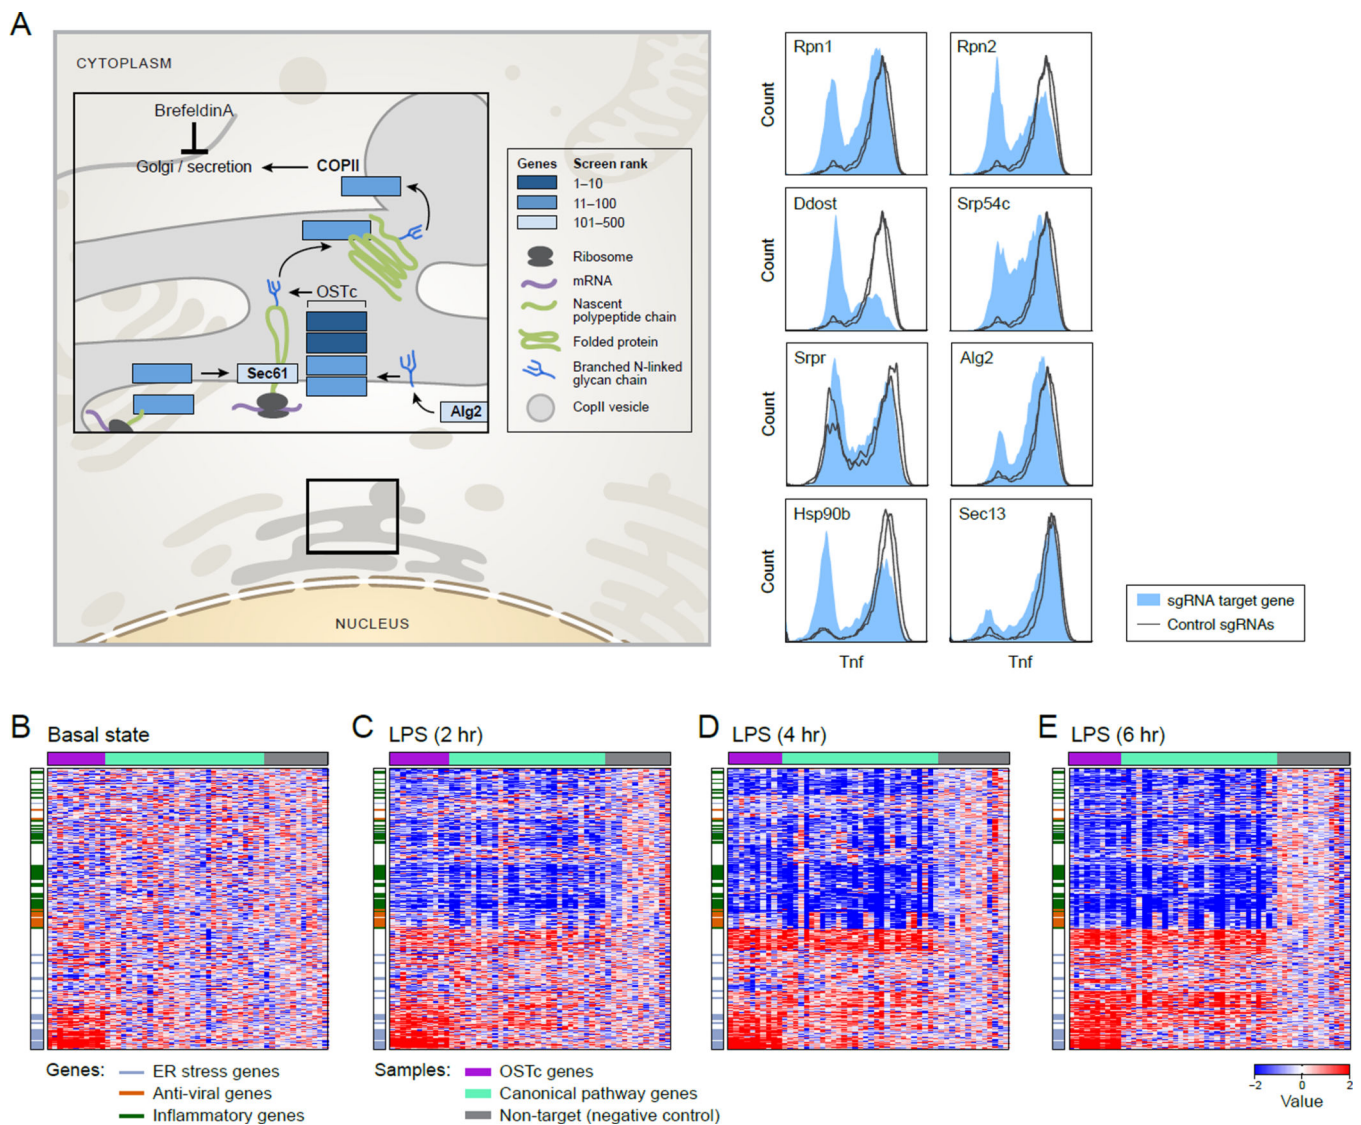 A
CYTOPLASM
BrefeldinA
Golgi / secretion
COPII
OSTc
Sec61
Alg2
NUCLEUS
Genes Screen rank
1–10
11–100
101–500
Ribosome
mRNA
Nascent
polypeptide chain
Folded protein
Branched N-linked
glycan chain
CopII vesicle
Rpn1
Rpn2
Count
Ddost
Srp54c
Count
Srpr
Alg2
Count
Hsp90b
Sec13
Count
Tnf
Tnf
sgRNA target gene
Control sgRNAs
B
Basal state
C
LPS (2 hr)
D
LPS (4 hr)
E
LPS (6 hr)
Genes:
ER stress genes
Anti-viral genes
Inflammatory genes
Samples:
OSTc genes
Canonical pathway genes
Non-target (negative control)
−2 0 2
Value